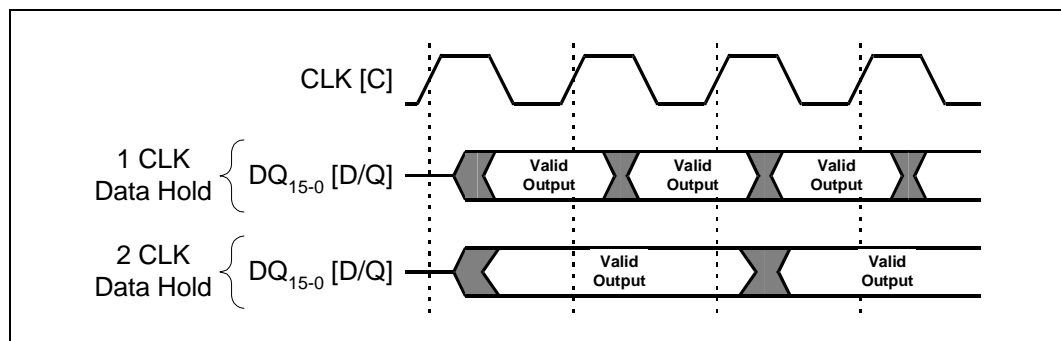 CLK [C]
1 CLK
Data Hold
DQ15-0 [D/Q]
Valid
Output
Valid
Output
Valid
Output
2 CLK
Data Hold
DQ15-0 [D/Q]
Valid
Output
Valid
Output